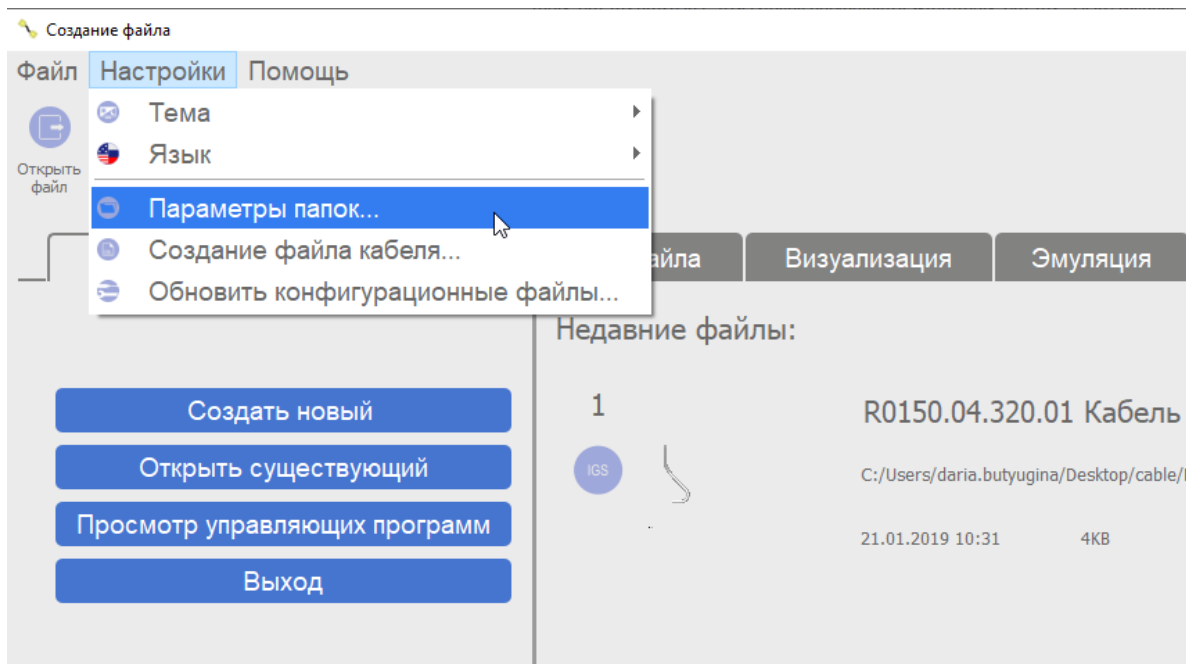 Создание файла
Файл Настройки Помощь
Тема
Язык
Открыть
файл
Параметры папок...
Создание файла кабеля...
Обновить конфигурационные файлы...
Визуализация
Эмуляция
Недавние файлы:
Создать новый
Открыть существующий
Просмотр управляющих программ
Выход
1
R0150.04.320.01 Кабель
IGS
C:/Users/daria.butyugina/Desktop/cable/
21.01.2019 10:31 4KB